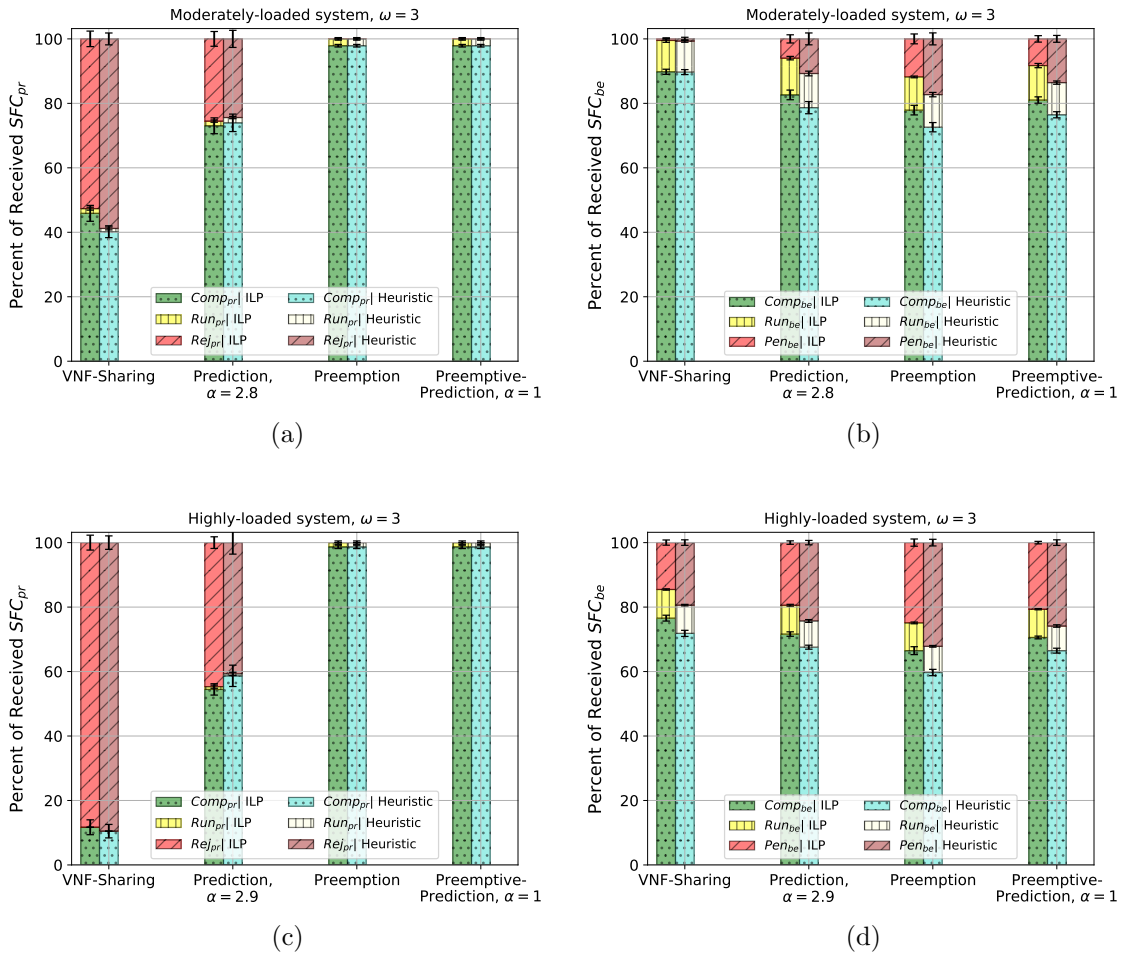 Moderately-loaded system, ω = 3
Percent of Received SFC_pr
100
80
60
40
20
0
Comp_pr| ILP
Run_pr| ILP
Rej_pr| ILP
Comp_pr| Heuristic
Run_pr| Heuristic
Rej_pr| Heuristic
VNF-Sharing
Prediction,
α = 2.8
Preemption
Preemptive-
Prediction, α = 1
(a)
Moderately-loaded system, ω = 3
Percent of Received SFC_be
100
80
60
40
20
0
Comp_be| ILP
Run_be| ILP
Pen_be| ILP
Comp_be| Heuristic
Run_be| Heuristic
Pen_be| Heuristic
VNF-Sharing
Prediction,
α = 2.8
Preemption
Preemptive-
Prediction, α = 1
(b)
Highly-loaded system, ω = 3
Percent of Received SFC_pr
100
80
60
40
20
0
Comp_pr| ILP
Run_pr| ILP
Rej_pr| ILP
Comp_pr| Heuristic
Run_pr| Heuristic
Rej_pr| Heuristic
VNF-Sharing
Prediction,
α = 2.9
Preemption
Preemptive-
Prediction, α = 1
(c)
Highly-loaded system, ω = 3
Percent of Received SFC_be
100
80
60
40
20
0
Comp_be| ILP
Run_be| ILP
Pen_be| ILP
Comp_be| Heuristic
Run_be| Heuristic
Pen_be| Heuristic
VNF-Sharing
Prediction,
α = 2.9
Preemption
Preemptive-
Prediction, α = 1
(d)